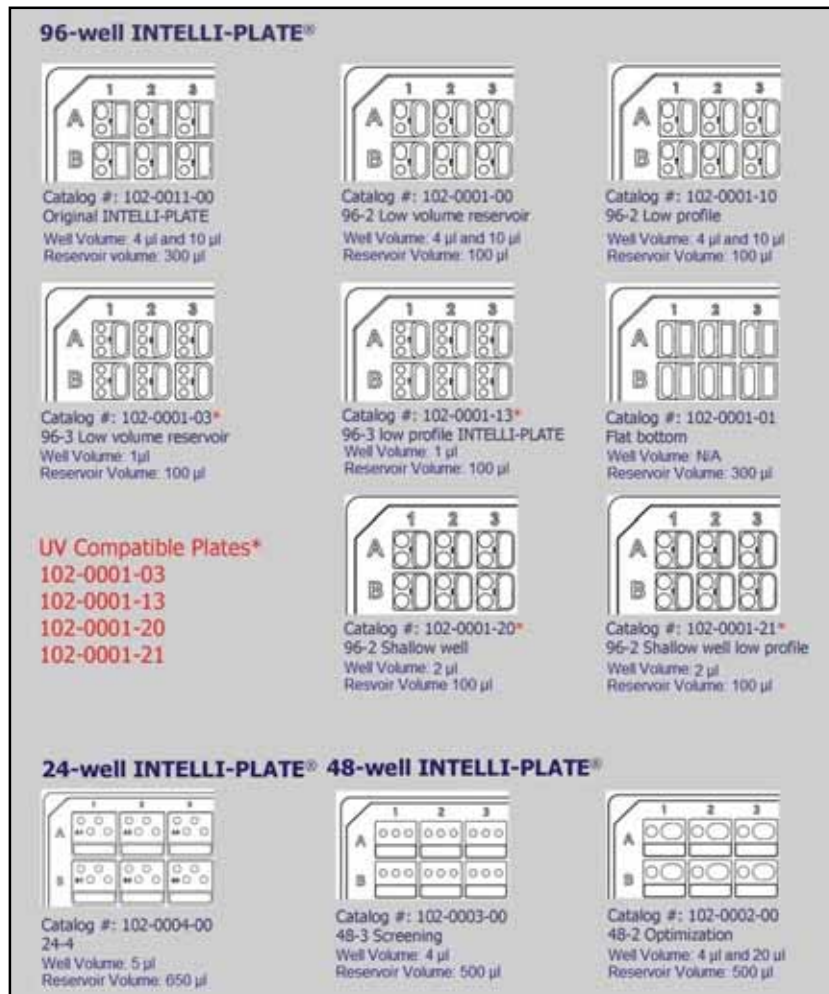 96-well INTELLI-PLATE®
1 2 3
A
B
Catalog #: 102-0011-00
Original INTELLI-PLATE
Well Volume: 4 µl and 10 µl
Reservoir volume: 300 µl
1 2 3
A
B
Catalog #: 102-0001-00
96-2 Low volume reservoir
Well Volume: 4 µl and 10 µl
Reservoir Volume: 100 µl
1 2 3
A
B
Catalog #: 102-0001-10
96-2 Low profile
Well Volume: 4 µl and 10 µl
Reservoir Volume: 100 µl
1 2 3
A
B
Catalog #: 102-0001-03*
96-3 Low volume reservoir
Well Volume: 1µl
Reservoir Volume: 100 µl
1 2 3
A
B
Catalog #: 102-0001-13*
96-3 low profile INTELLI-PLATE
Well Volume: 1 µl
Reservoir Volume: 100 µl
1 2 3
A
B
Catalog #: 102-0001-01
Flat bottom
Well Volume: N/A
Reservoir Volume: 300 µl
UV Compatible Plates*
102-0001-03
102-0001-13
102-0001-20
102-0001-21
1 2 3
A
B
Catalog #: 102-0001-20*
96-2 Shallow well
Well Volume: 2 µl
Resvoir Volume 100 µl
1 2 3
A
B
Catalog #: 102-0001-21*
96-2 Shallow well low profile
Well Volume: 2 µl
Reservoir Volume: 100 µl
24-well INTELLI-PLATE®
48-well INTELLI-PLATE®
1 2 3
A
B
Catalog #: 102-0004-00
24-4
Well Volume: 5 µl
Reservoir Volume: 650 µl
1 2 3
A
B
Catalog #: 102-0003-00
48-3 Screening
Well Volume: 4 µl
Reservoir Volume: 500 µl
1 2 3
A
B
Catalog #: 102-0002-00
48-2 Optimization
Well Volume: 4 µl and 20 µl
Reservoir Volume: 500 µl